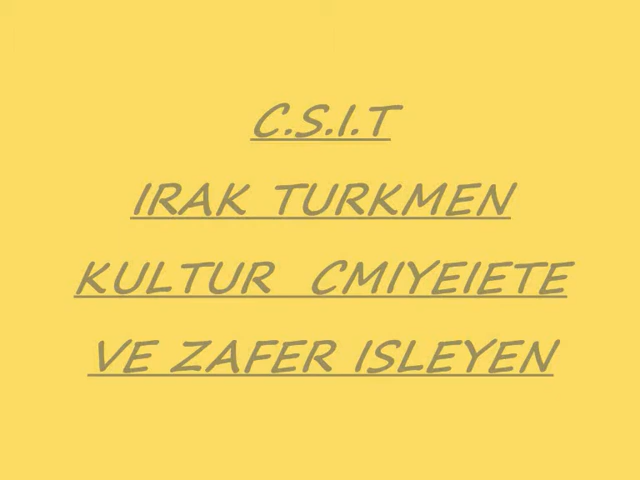 C.S.I.T
IRAK TURKMEN
KULTUR CMIYEIETE
VE ZAFER ISLEYEN